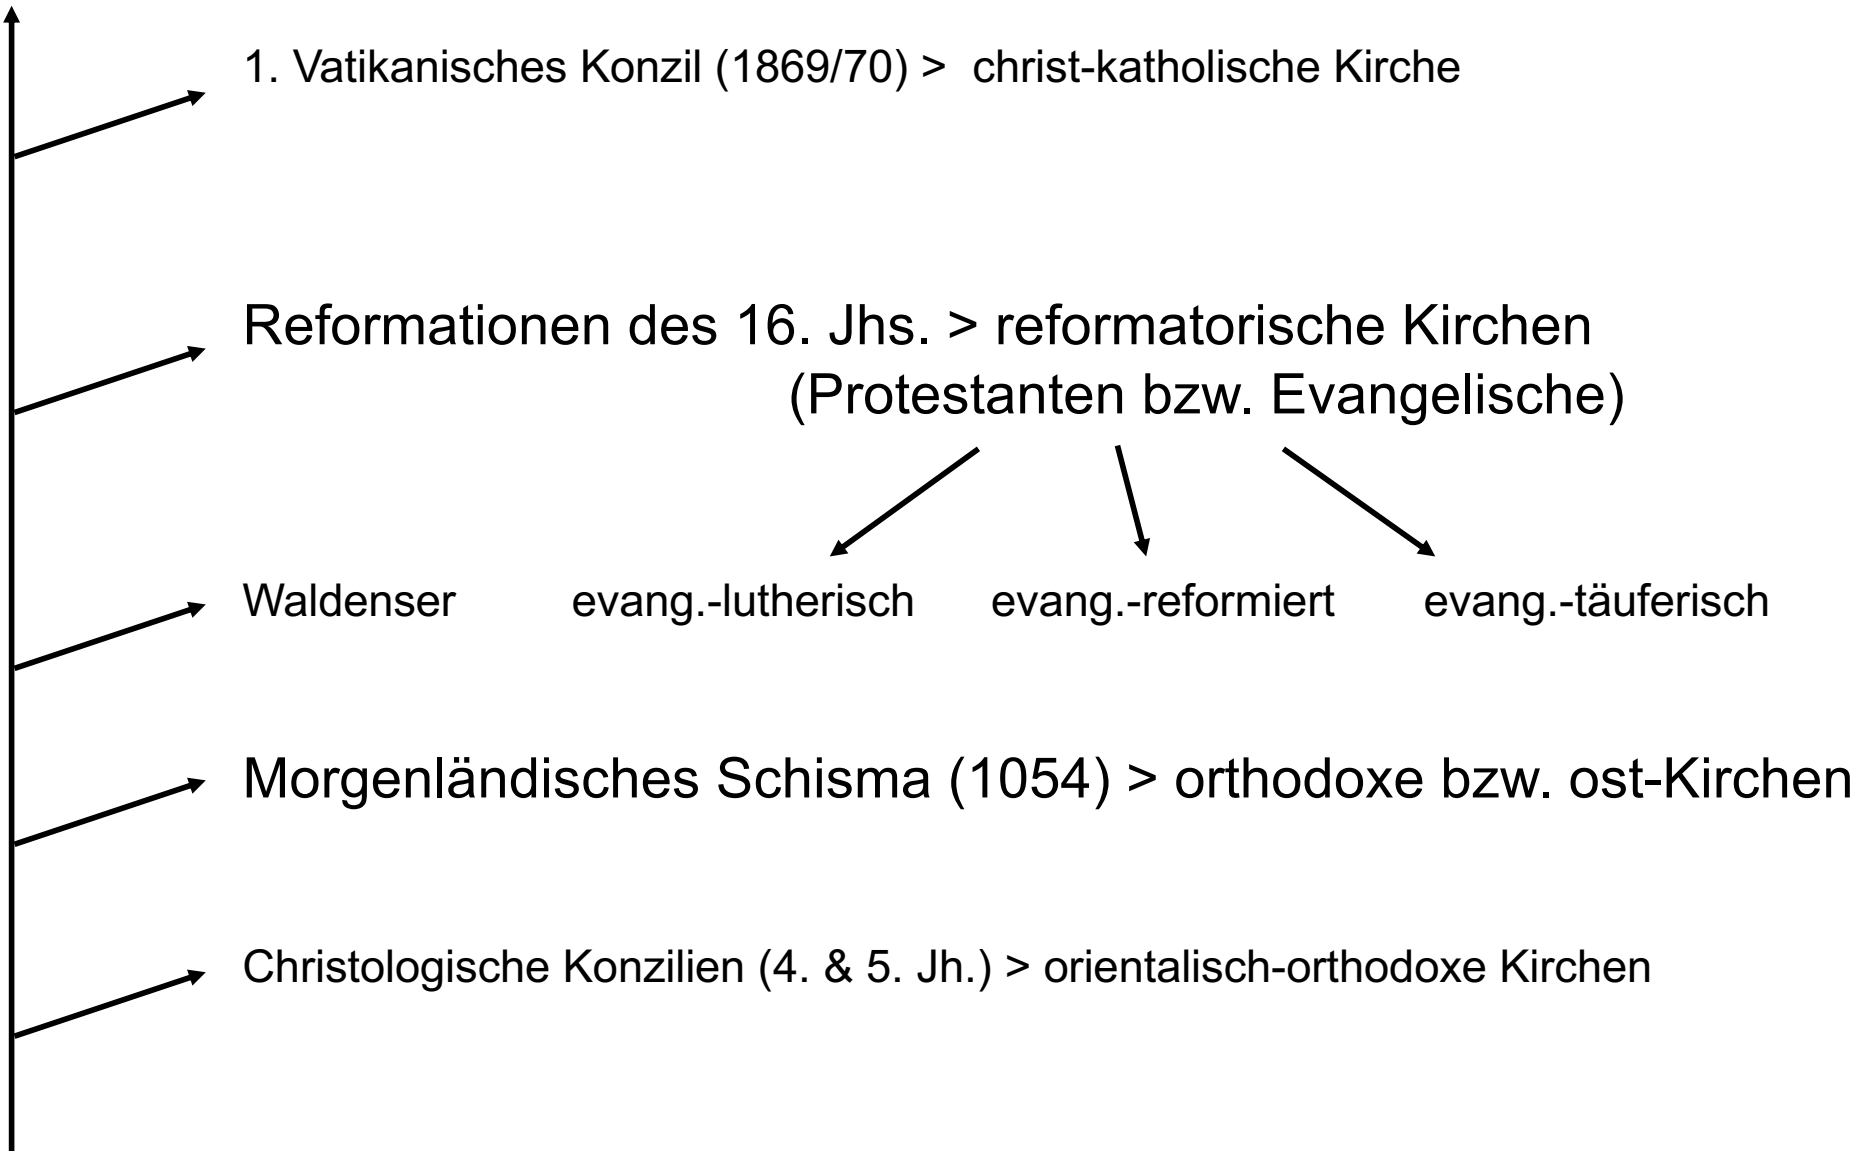 1. Vatikanisches Konzil (1869/70) > christ-katholische Kirche
Reformationen des 16. Jhs. > reformatorische Kirchen
(Protestanten bzw. Evangelische)
Waldenser evang.-lutherisch evang.-reformiert evang.-täuferisch
Morgenländisches Schisma (1054) > orthodoxe bzw. ost-Kirchen
Christologische Konzilien (4. & 5. Jh.) > orientalisch-orthodoxe Kirchen